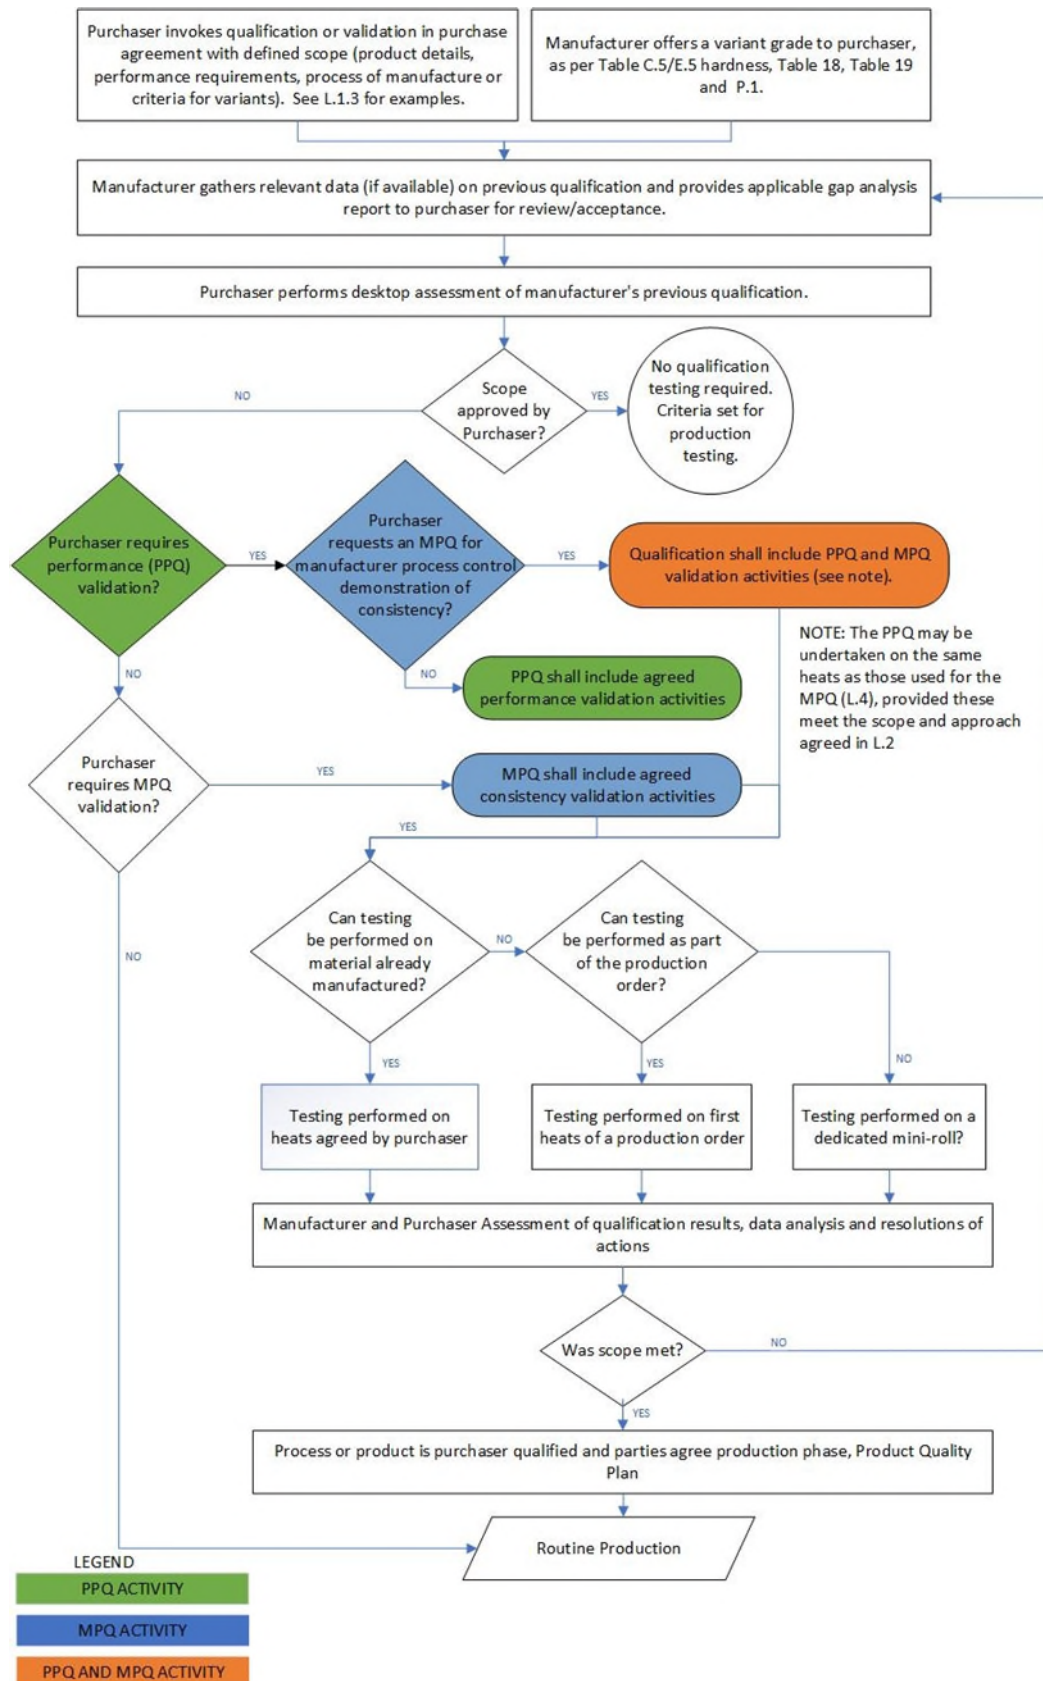 Purchaser invokes qualification or validation in purchase
agreement with defined scope (product details,
performance requirements, process of manufacture or
criteria for variants). See L.1.3 for examples.
Manufacturer offers a variant grade to purchaser,
as per Table C.5/E.5 hardness, Table 18, Table 19
and P.1.
Manufacturer gathers relevant data (if available) on previous qualification and provides applicable gap analysis
report to purchaser for review/acceptance.
Purchaser performs desktop assessment of manufacturer's previous qualification.
Scope
approved by
Purchaser?
NO
YES
No qualification
testing required.
Criteria set for
production
testing.
Purchaser requires
performance (PPQ)
validation?
YES
Purchaser
requests an MPQ for
manufacturer process control
demonstration of
consistency?
YES
Qualification shall include PPQ and MPQ
validation activities (see note).
NOTE: The PPQ may be
undertaken on the same
heats as those used for the
MPQ (L.4), provided these
meet the scope and approach
agreed in L.2
NO
NO
PPQ shall include agreed
performance validation activities
Purchaser
requires MPQ
validation?
YES
MPQ shall include agreed
consistency validation activities
YES
NO
Can testing
be performed on
material already
manufactured?
NO
Can testing
be performed as part
of the production
order?
YES
YES
NO
Testing performed on
heats agreed by purchaser
Testing performed on first
heats of a production order
Testing performed on a
dedicated mini-roll?
Manufacturer and Purchaser Assessment of qualification results, data analysis and resolutions of
actions
Was scope met?
NO
YES
Process or product is purchaser qualified and parties agree production phase, Product Quality
Plan
Routine Production
LEGEND
PPQ ACTIVITY
MPQ ACTIVITY
PPQ AND MPQ ACTIVITY